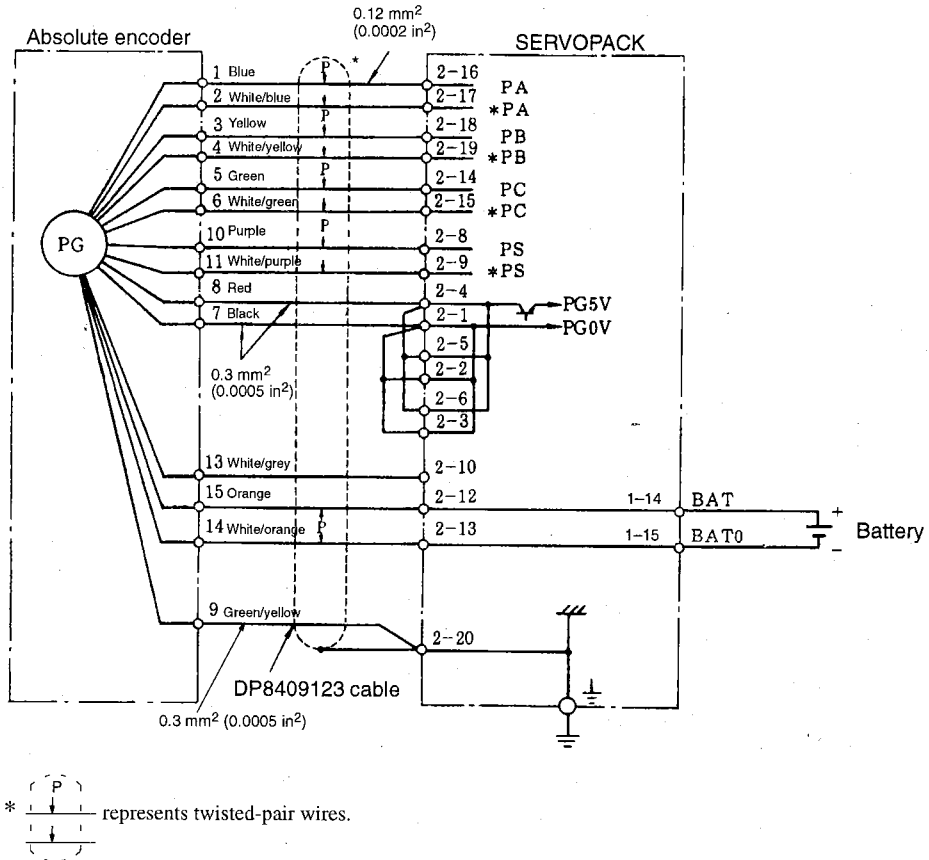 0.12 mm²
(0.0002 in²)
Absolute encoder
SERVOPACK
*
1 Blue P 2-16 PA
2 White/blue 2-17 *PA
3 Yellow P 2-18 PB
4 White/yellow 2-19 *PB
5 Green P 2-14 PC
6 White/green 2-15 *PC
10 Purple P 2-8 PS
11 White/purple 2-9 *PS
PG
8 Red 2-4 PG5V
7 Black 2-1 PG0V
2-5
0.3 mm²
(0.0005 in²)
2-2
2-6
2-3
13 White/grey 2-10
15 Orange 2-12 1-14 BAT +
14 White/orange P 2-13 1-15 BAT0 −
Battery
9 Green/yellow
2-20
DP8409123 cable
0.3 mm² (0.0005 in²)
P
* represents twisted-pair wires.